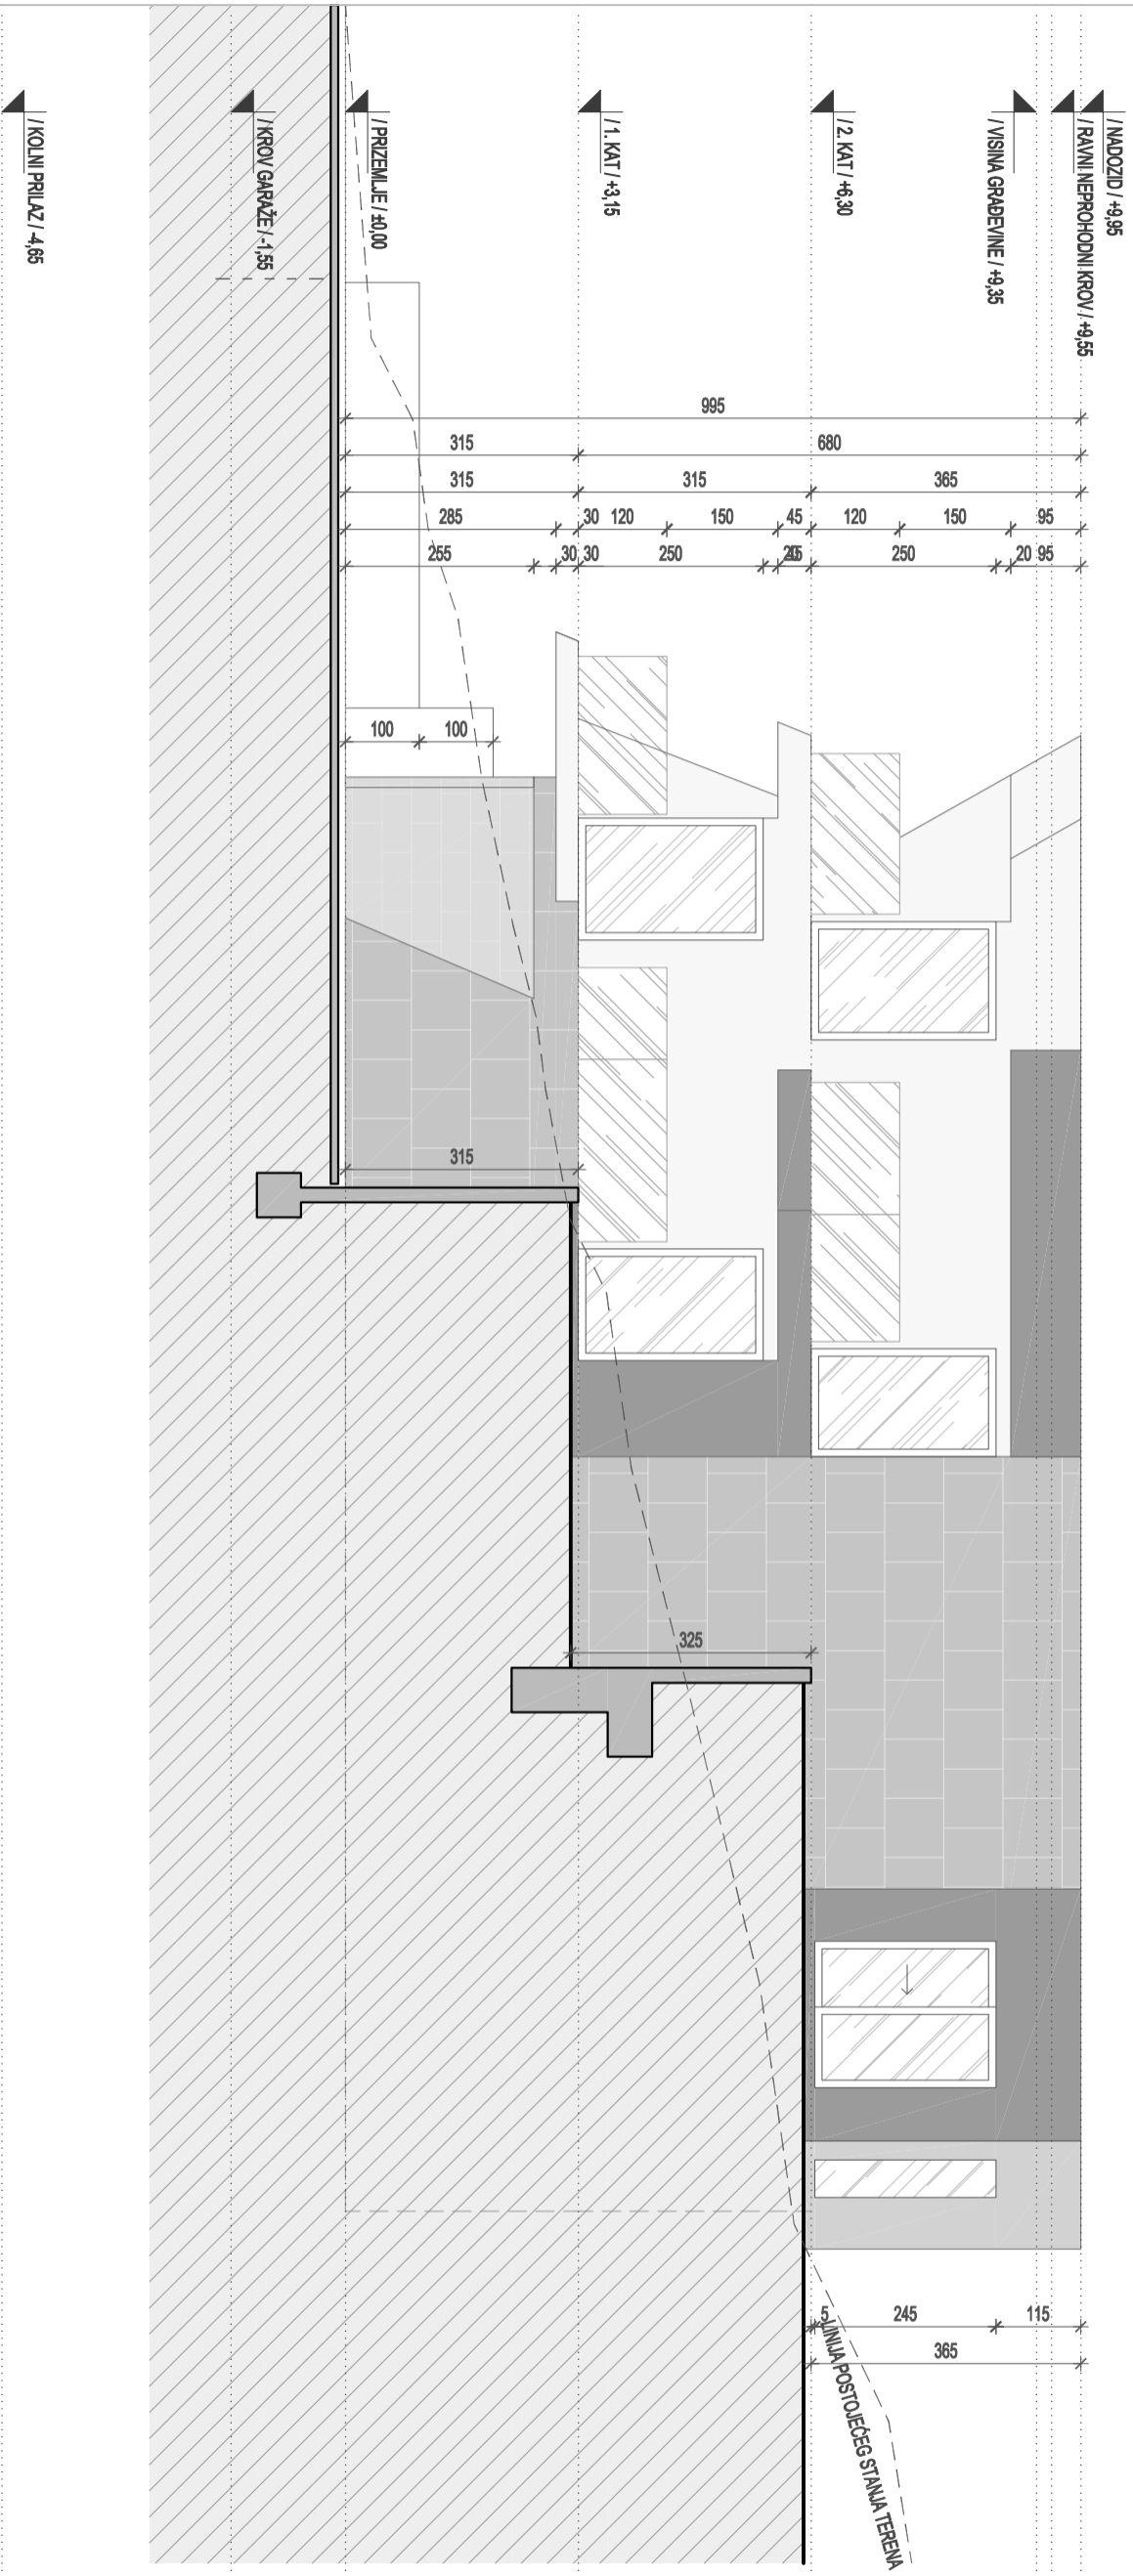 / NADOZID / +9,95
/ RAVNI NEPROHODNI KROV / +9,55
/ VISINA GRAĐEVINE / +9,35
/ 2. KAT / +6,30
/ 1. KAT / +3,15
/ PRIZEMLJE / ±0,00
/ KROV GARAŽE / -1,55
/ KOLNI PRILAZ / -4,65
995
315 680
315 315 365
285 30 120 150 45 120 150 95
255 30 30 250 20 45 250 20 95
100 100
315
325
5 245 115
365
LINIJA POSTOJEĆEG STANJA TERENA